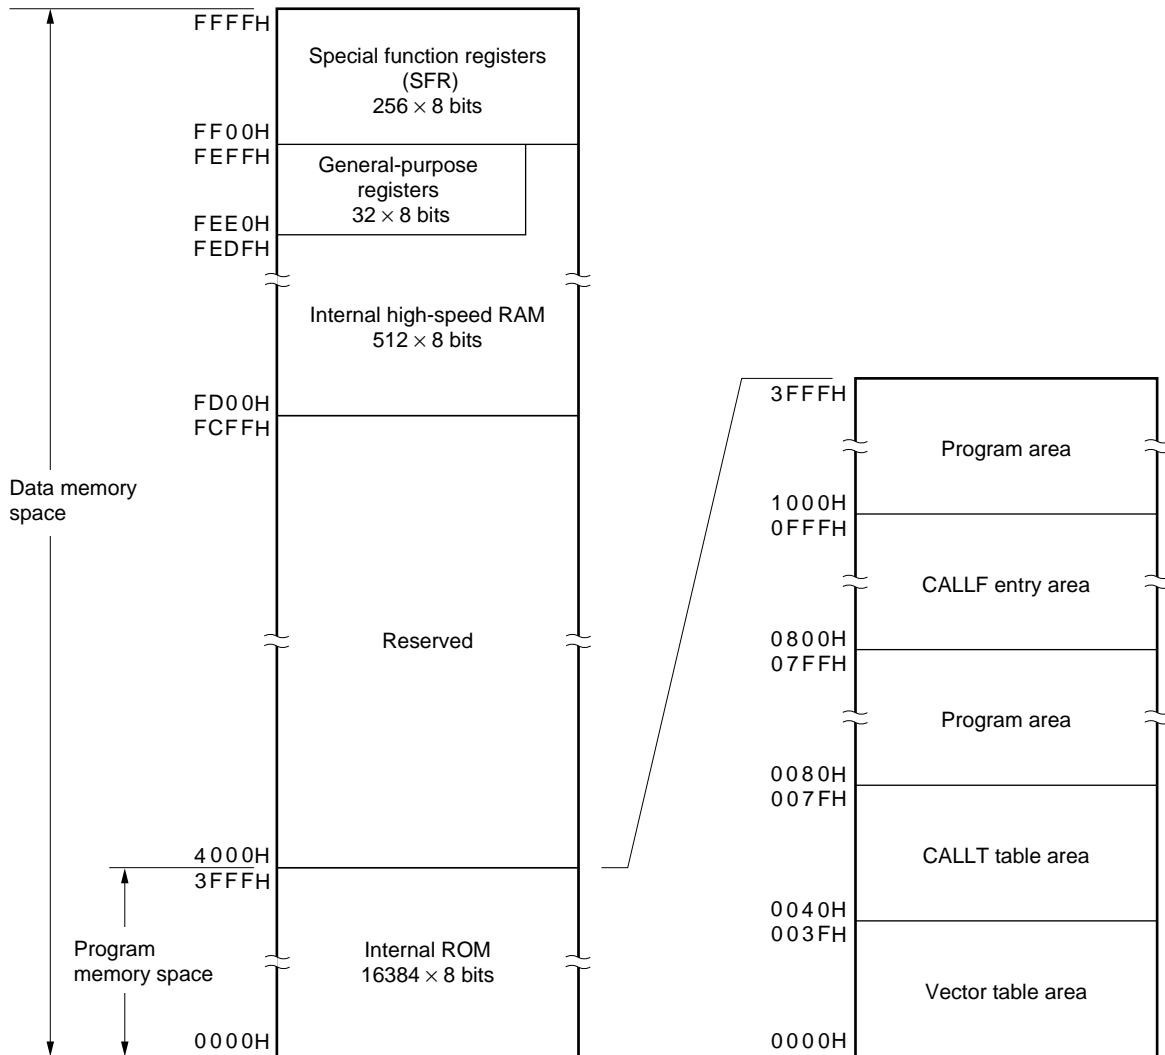 FFFFH
Special function registers
(SFR)
256 × 8 bits
FF00H
FEFFH
General-purpose
registers
32 × 8 bits
FEE0H
FEDFH
Internal high-speed RAM
512 × 8 bits
FD00H
FCFFH
Data memory
space
Reserved
4000H
3FFFH
Program
memory space
Internal ROM
16384 × 8 bits
0000H
3FFFH
Program area
1000H
0FFFH
CALLF entry area
0800H
07FFH
Program area
0080H
007FH
CALLT table area
0040H
003FH
Vector table area
0000H